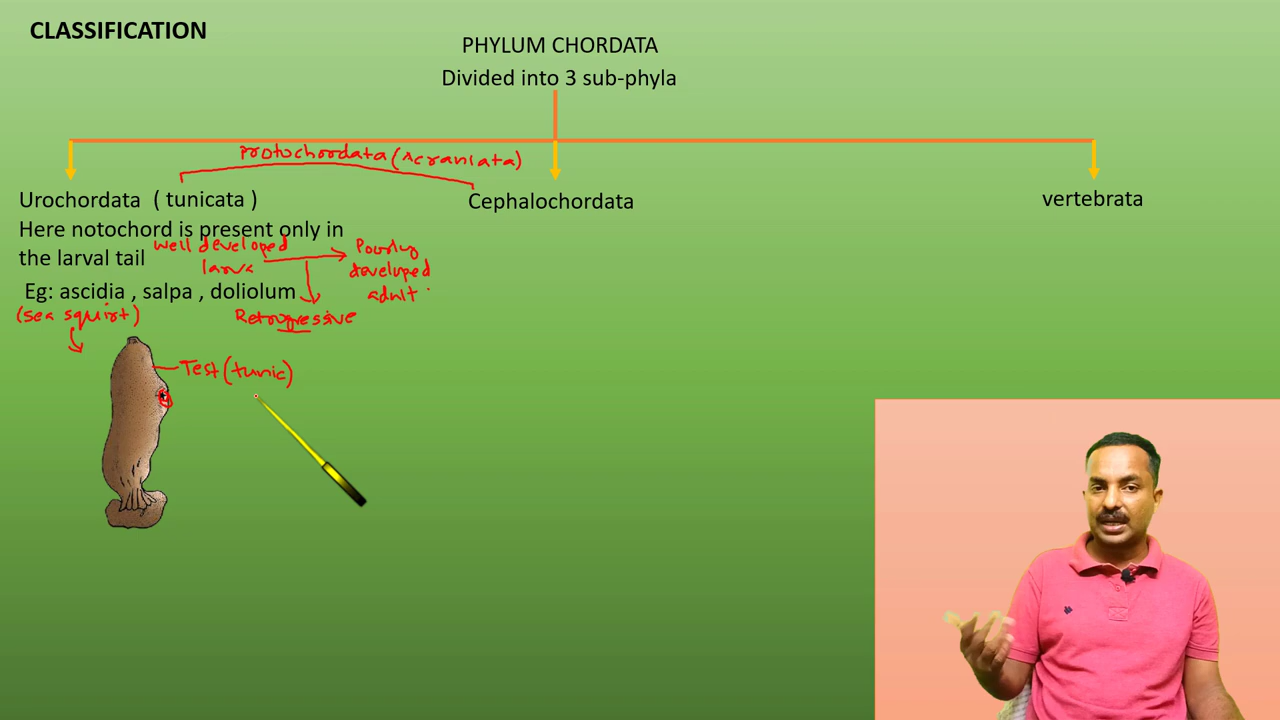 CLASSIFICATION
PHYLUM CHORDATA
Divided into 3 sub-phyla
Protochordata (Acraniata)
Urochordata ( tunicata )
Cephalochordata
vertebrata
Here notochord is present only in
the larval tail
well developed
larva
Poorly
developed
adult
Eg: ascidia , salpa , doliolum
(sea squirt)
Retrogressive
Test (tunic)